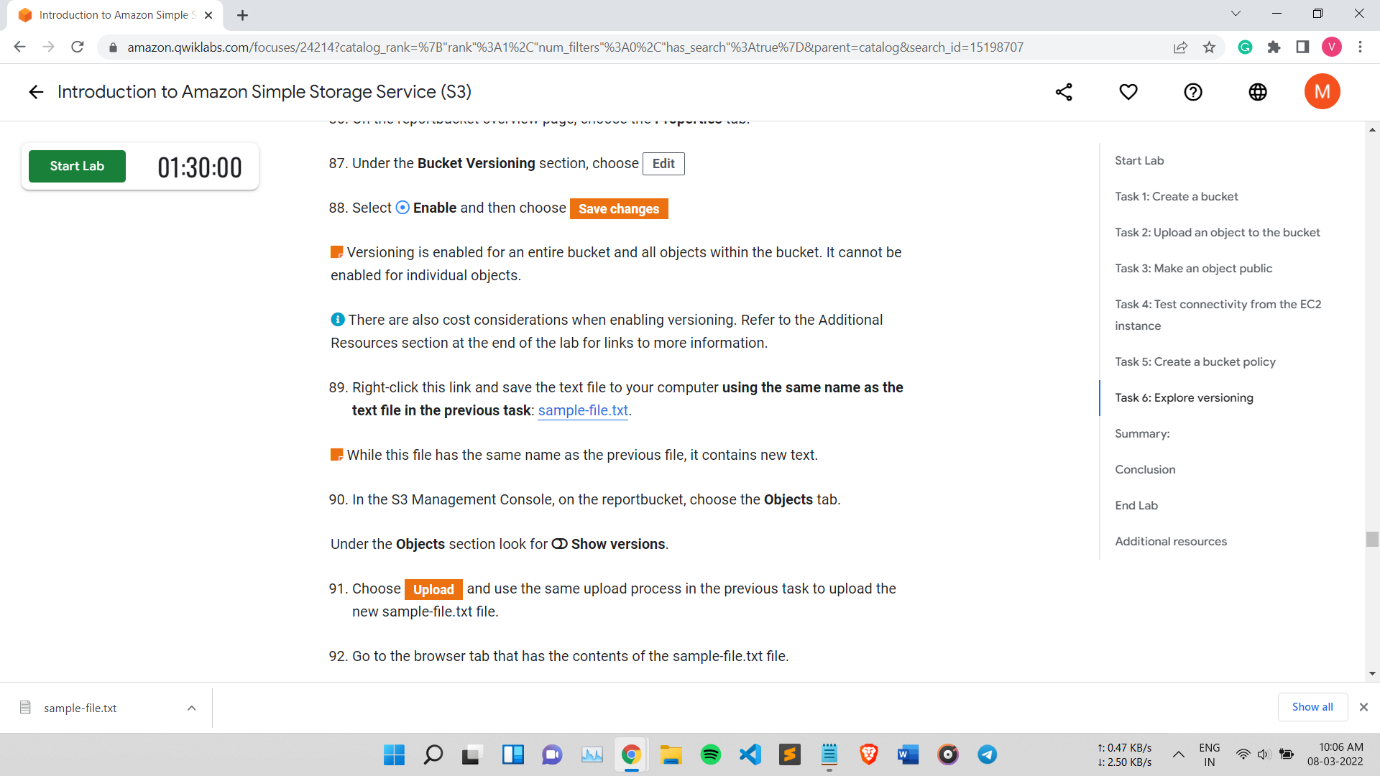 Introduction to Amazon Simple S
amazon.qwiklabs.com/focuses/24214?catalog_rank=%7B"rank"%3A1%2C"num_filters"%3A0%2C"has_search"%3Atrue%7D&parent=catalog&search_id=15198707
V
Introduction to Amazon Simple Storage Service (S3)
M
Start Lab 01:30:00
86. On the reportbucket overview page, choose the Properties tab.
87. Under the Bucket Versioning section, choose Edit
88. Select Enable and then choose Save changes
Versioning is enabled for an entire bucket and all objects within the bucket. It cannot be
enabled for individual objects.
There are also cost considerations when enabling versioning. Refer to the Additional
Resources section at the end of the lab for links to more information.
89. Right-click this link and save the text file to your computer using the same name as the
text file in the previous task: sample-file.txt.
While this file has the same name as the previous file, it contains new text.
90. In the S3 Management Console, on the reportbucket, choose the Objects tab.
Under the Objects section look for Show versions.
91. Choose Upload and use the same upload process in the previous task to upload the
new sample-file.txt file.
92. Go to the browser tab that has the contents of the sample-file.txt file.
Start Lab
Task 1: Create a bucket
Task 2: Upload an object to the bucket
Task 3: Make an object public
Task 4: Test connectivity from the EC2
instance
Task 5: Create a bucket policy
Task 6: Explore versioning
Summary:
Conclusion
End Lab
Additional resources
sample-file.txt
Show all
↑: 0.47 KB/s
↓: 2.50 KB/s
ENG
IN
10:06 AM
08-03-2022